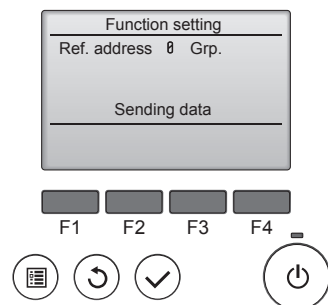 Function setting
Ref. address 0 Grp.
Sending data
F1 F2 F3 F4